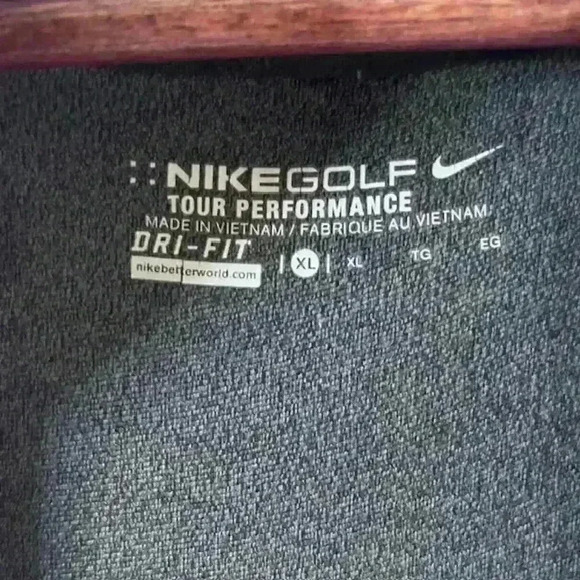 NIKEGOLF
TOUR PERFORMANCE
MADE IN VIETNAM / FABRIQUE AU VIETNAM
DRI-FIT
nikebetterworld.com
| XL | XL TG EG